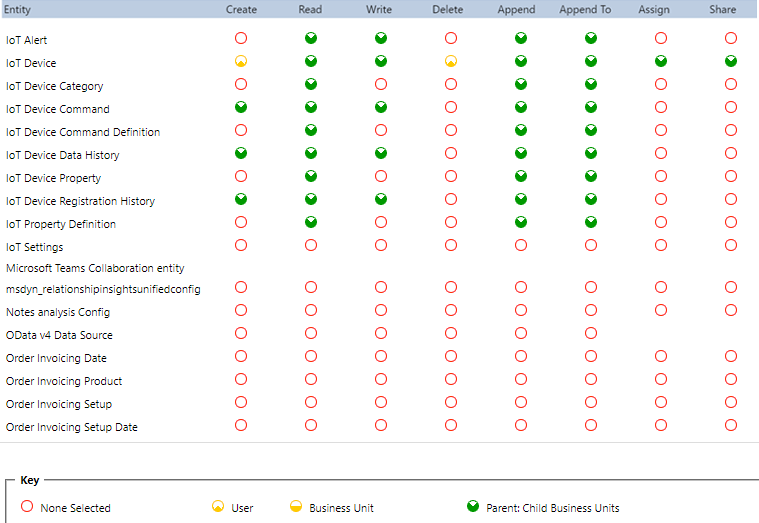 Entity Create Read Write Delete Append Append To Assign Share
IoT Alert
IoT Device
IoT Device Category
IoT Device Command
IoT Device Command Definition
IoT Device Data History
IoT Device Property
IoT Device Registration History
IoT Property Definition
IoT Settings
Microsoft Teams Collaboration entity
msdyn_relationshipinsightsunifiedconfig
Notes analysis Config
OData v4 Data Source
Order Invoicing Date
Order Invoicing Product
Order Invoicing Setup
Order Invoicing Setup Date
Key
None Selected User Business Unit Parent: Child Business Units